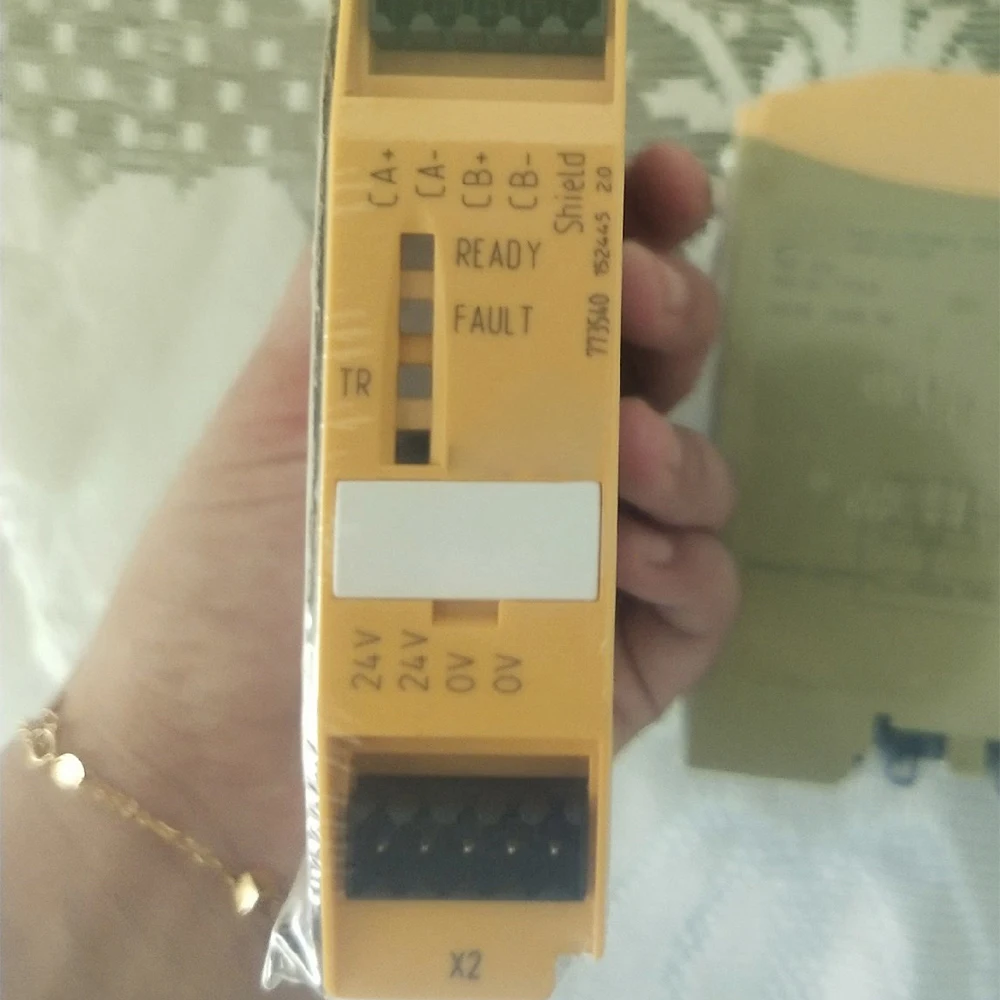 CA+
CA-
CB+
CB-
Shield
773540 152445 2.0
READY
FAULT
TR
24V
24V
0V
0V
X2